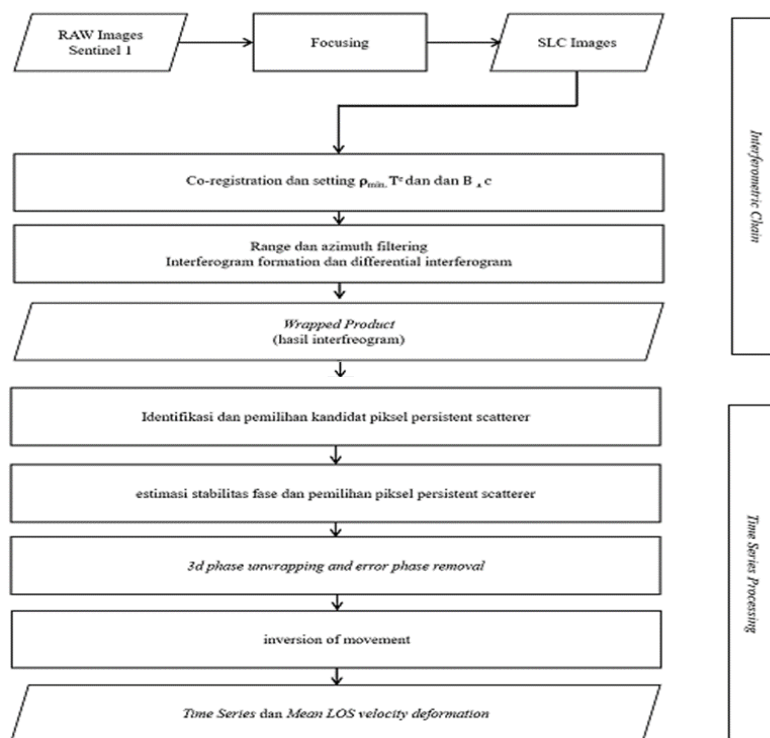 RAW Images
Sentinel 1
Focusing
SLC Images
Co-registration dan setting ρmin, Tᶜ dan dan B ⊥ c
Range dan azimuth filtering
Interferogram formation dan differential interferogram
Wrapped Product
(hasil interfreogram)
Identifikasi dan pemilihan kandidat piksel persistent scatterer
estimasi stabilitas fase dan pemilihan piksel persistent scatterer
3d phase unwrapping and error phase removal
inversion of movement
Time Series dan Mean LOS velocity deformation
Interferometric Chain
Time Series Processing